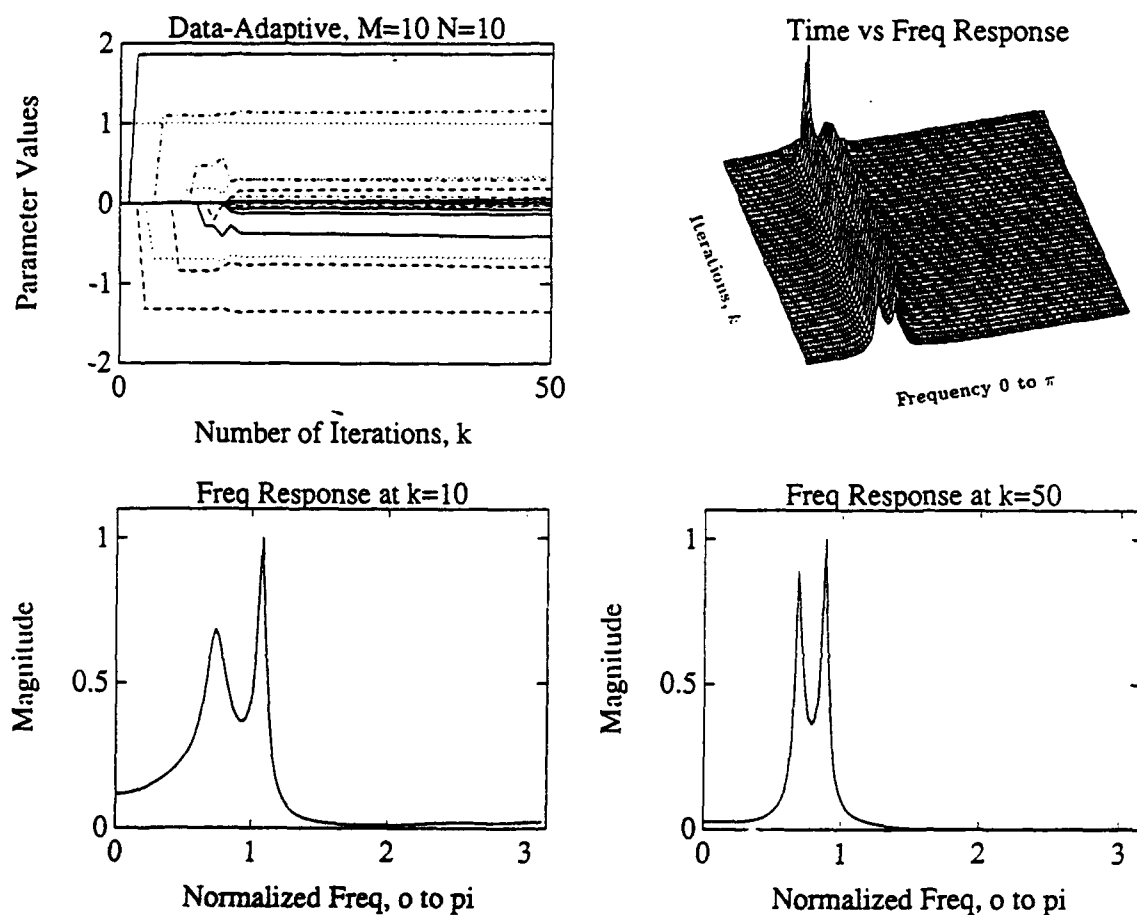 Data-Adaptive, M=10 N=10
2
1
0
-1
-2
0
50
Parameter Values
Number of Iterations, k
Time vs Freq Response
Iterations, k
Frequency 0 to π
Freq Response at k=10
1
0.5
0
0
1
2
3
Magnitude
Normalized Freq, o to pi
Freq Response at k=50
1
0.5
0
0
1
2
3
Magnitude
Normalized Freq, o to pi